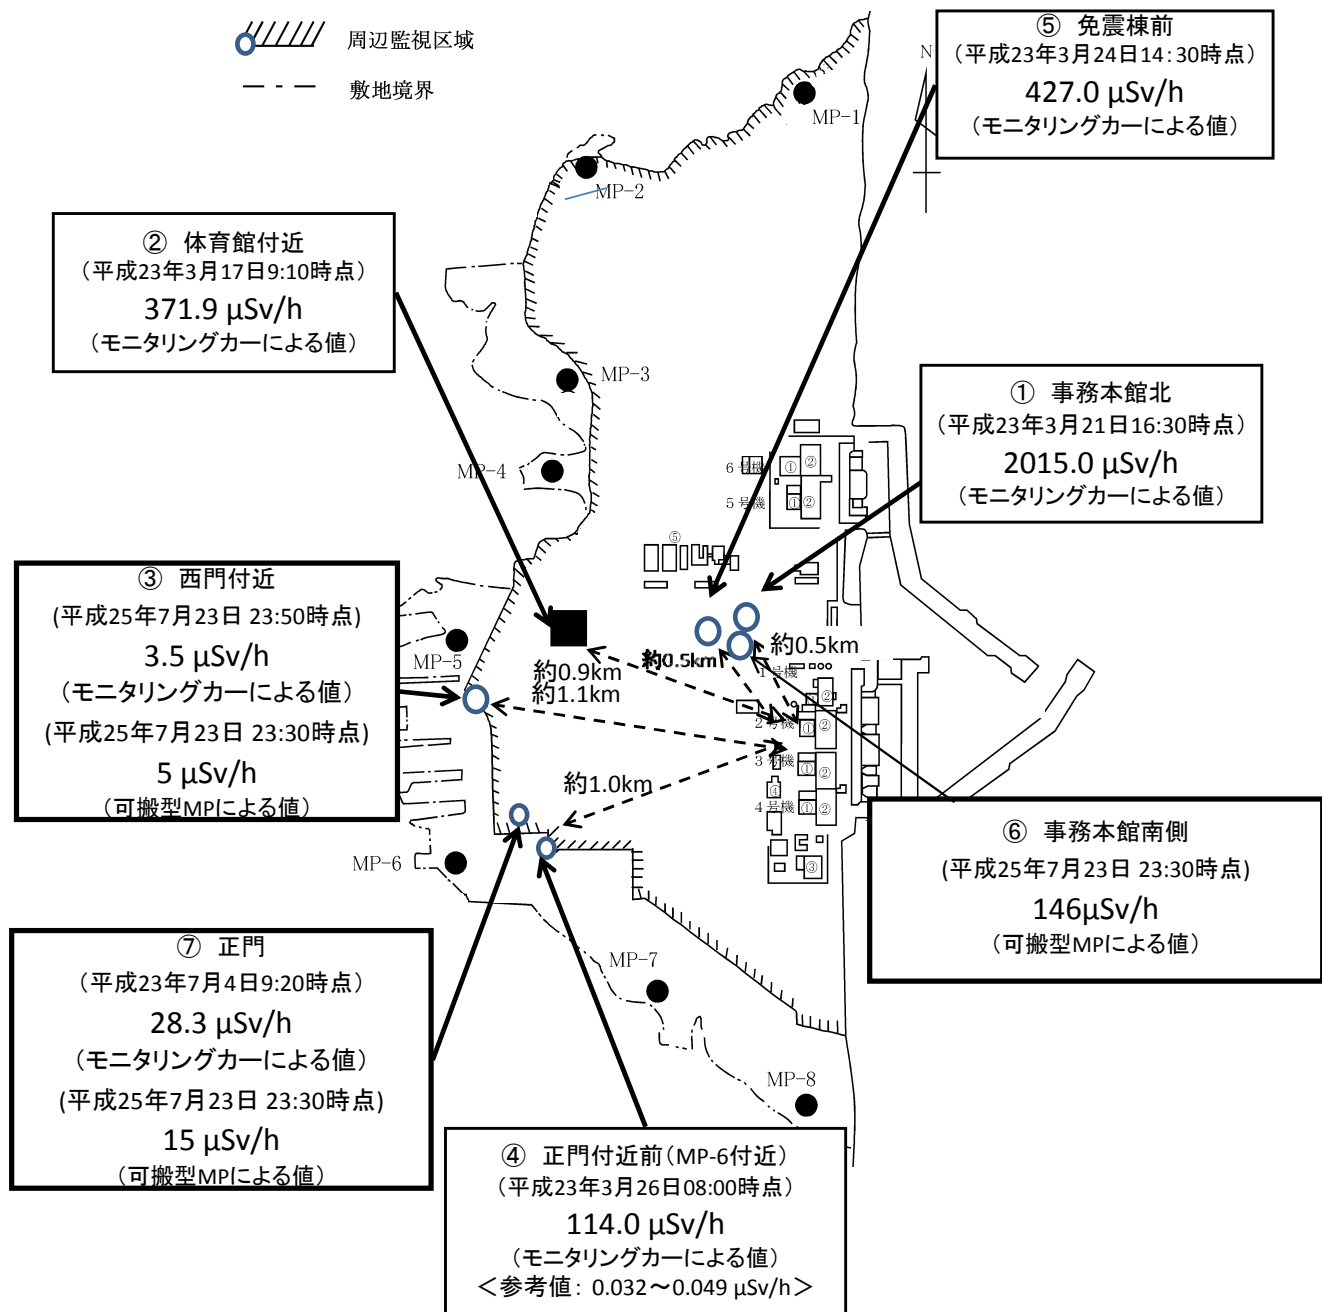 周辺監視区域
敷地境界
⑤ 免震棟前
(平成23年3月24日14:30時点)
427.0 μSv/h
(モニタリングカーによる値)
N
MP-1
MP-2
② 体育館付近
(平成23年3月17日9:10時点)
371.9 μSv/h
(モニタリングカーによる値)
MP-3
① 事務本館北
(平成23年3月21日16:30時点)
2015.0 μSv/h
(モニタリングカーによる値)
MP-4
6号機
① ②
5号機
① ②
⑤
③ 西門付近
(平成25年7月23日 23:50時点)
3.5 μSv/h
(モニタリングカーによる値)
(平成25年7月23日 23:30時点)
5 μSv/h
(可搬型MPによる値)
MP-5
約0.9km
約1.1km
約0.5km
約0.5km
1号機
②
2号機
① ②
3号機
① ②
④
4号機
① ②
③
約1.0km
MP-6
⑥ 事務本館南側
(平成25年7月23日 23:30時点)
146μSv/h
(可搬型MPによる値)
⑦ 正門
(平成23年7月4日9:20時点)
28.3 μSv/h
(モニタリングカーによる値)
(平成25年7月23日 23:30時点)
15 μSv/h
(可搬型MPによる値)
MP-7
MP-8
④ 正門付近前(MP-6付近)
(平成23年3月26日08:00時点)
114.0 μSv/h
(モニタリングカーによる値)
<参考値: 0.032~0.049 μSv/h>